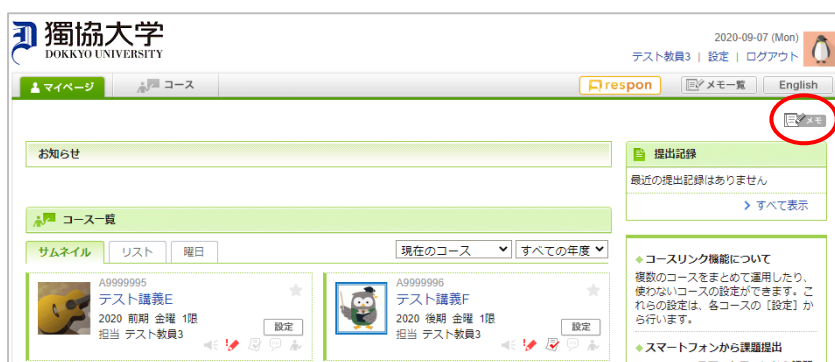 獨協大学
DOKKYO UNIVERSITY
2020-09-07 (Mon)
テスト教員3 | 設定 | ログアウト
マイページ
コース
respon
メモ一覧
English
メモ
お知らせ
提出記録
最近の提出記録はありません
すべて表示
コース一覧
サムネイル
リスト
曜日
現在のコース
すべての年度
A9999995
テスト講義E
2020 前期 金曜 1限
担当 テスト教員3
設定
A9999996
テスト講義F
2020 後期 金曜 1限
担当 テスト教員3
設定
コースリンク機能について
複数のコースをまとめて運用したり、
使わないコースの設定ができます。こ
れらの設定は、各コースの［設定］か
ら行います。
スマートフォンから課題提出